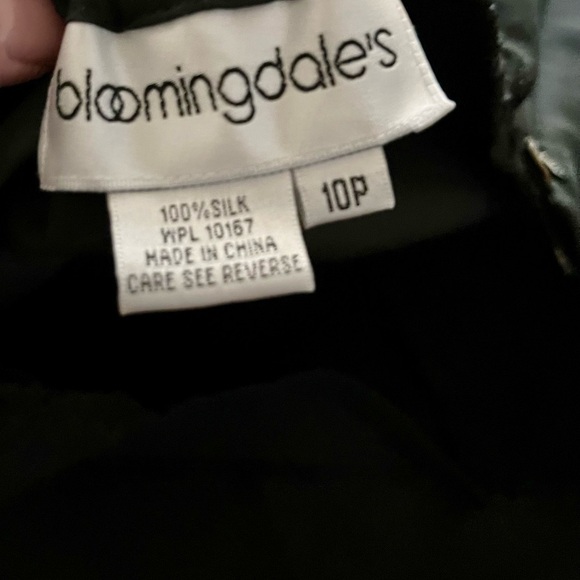 bloomingdale's
10P
100%SILK
WPL 10167
MADE IN CHINA
CARE SEE REVERSE